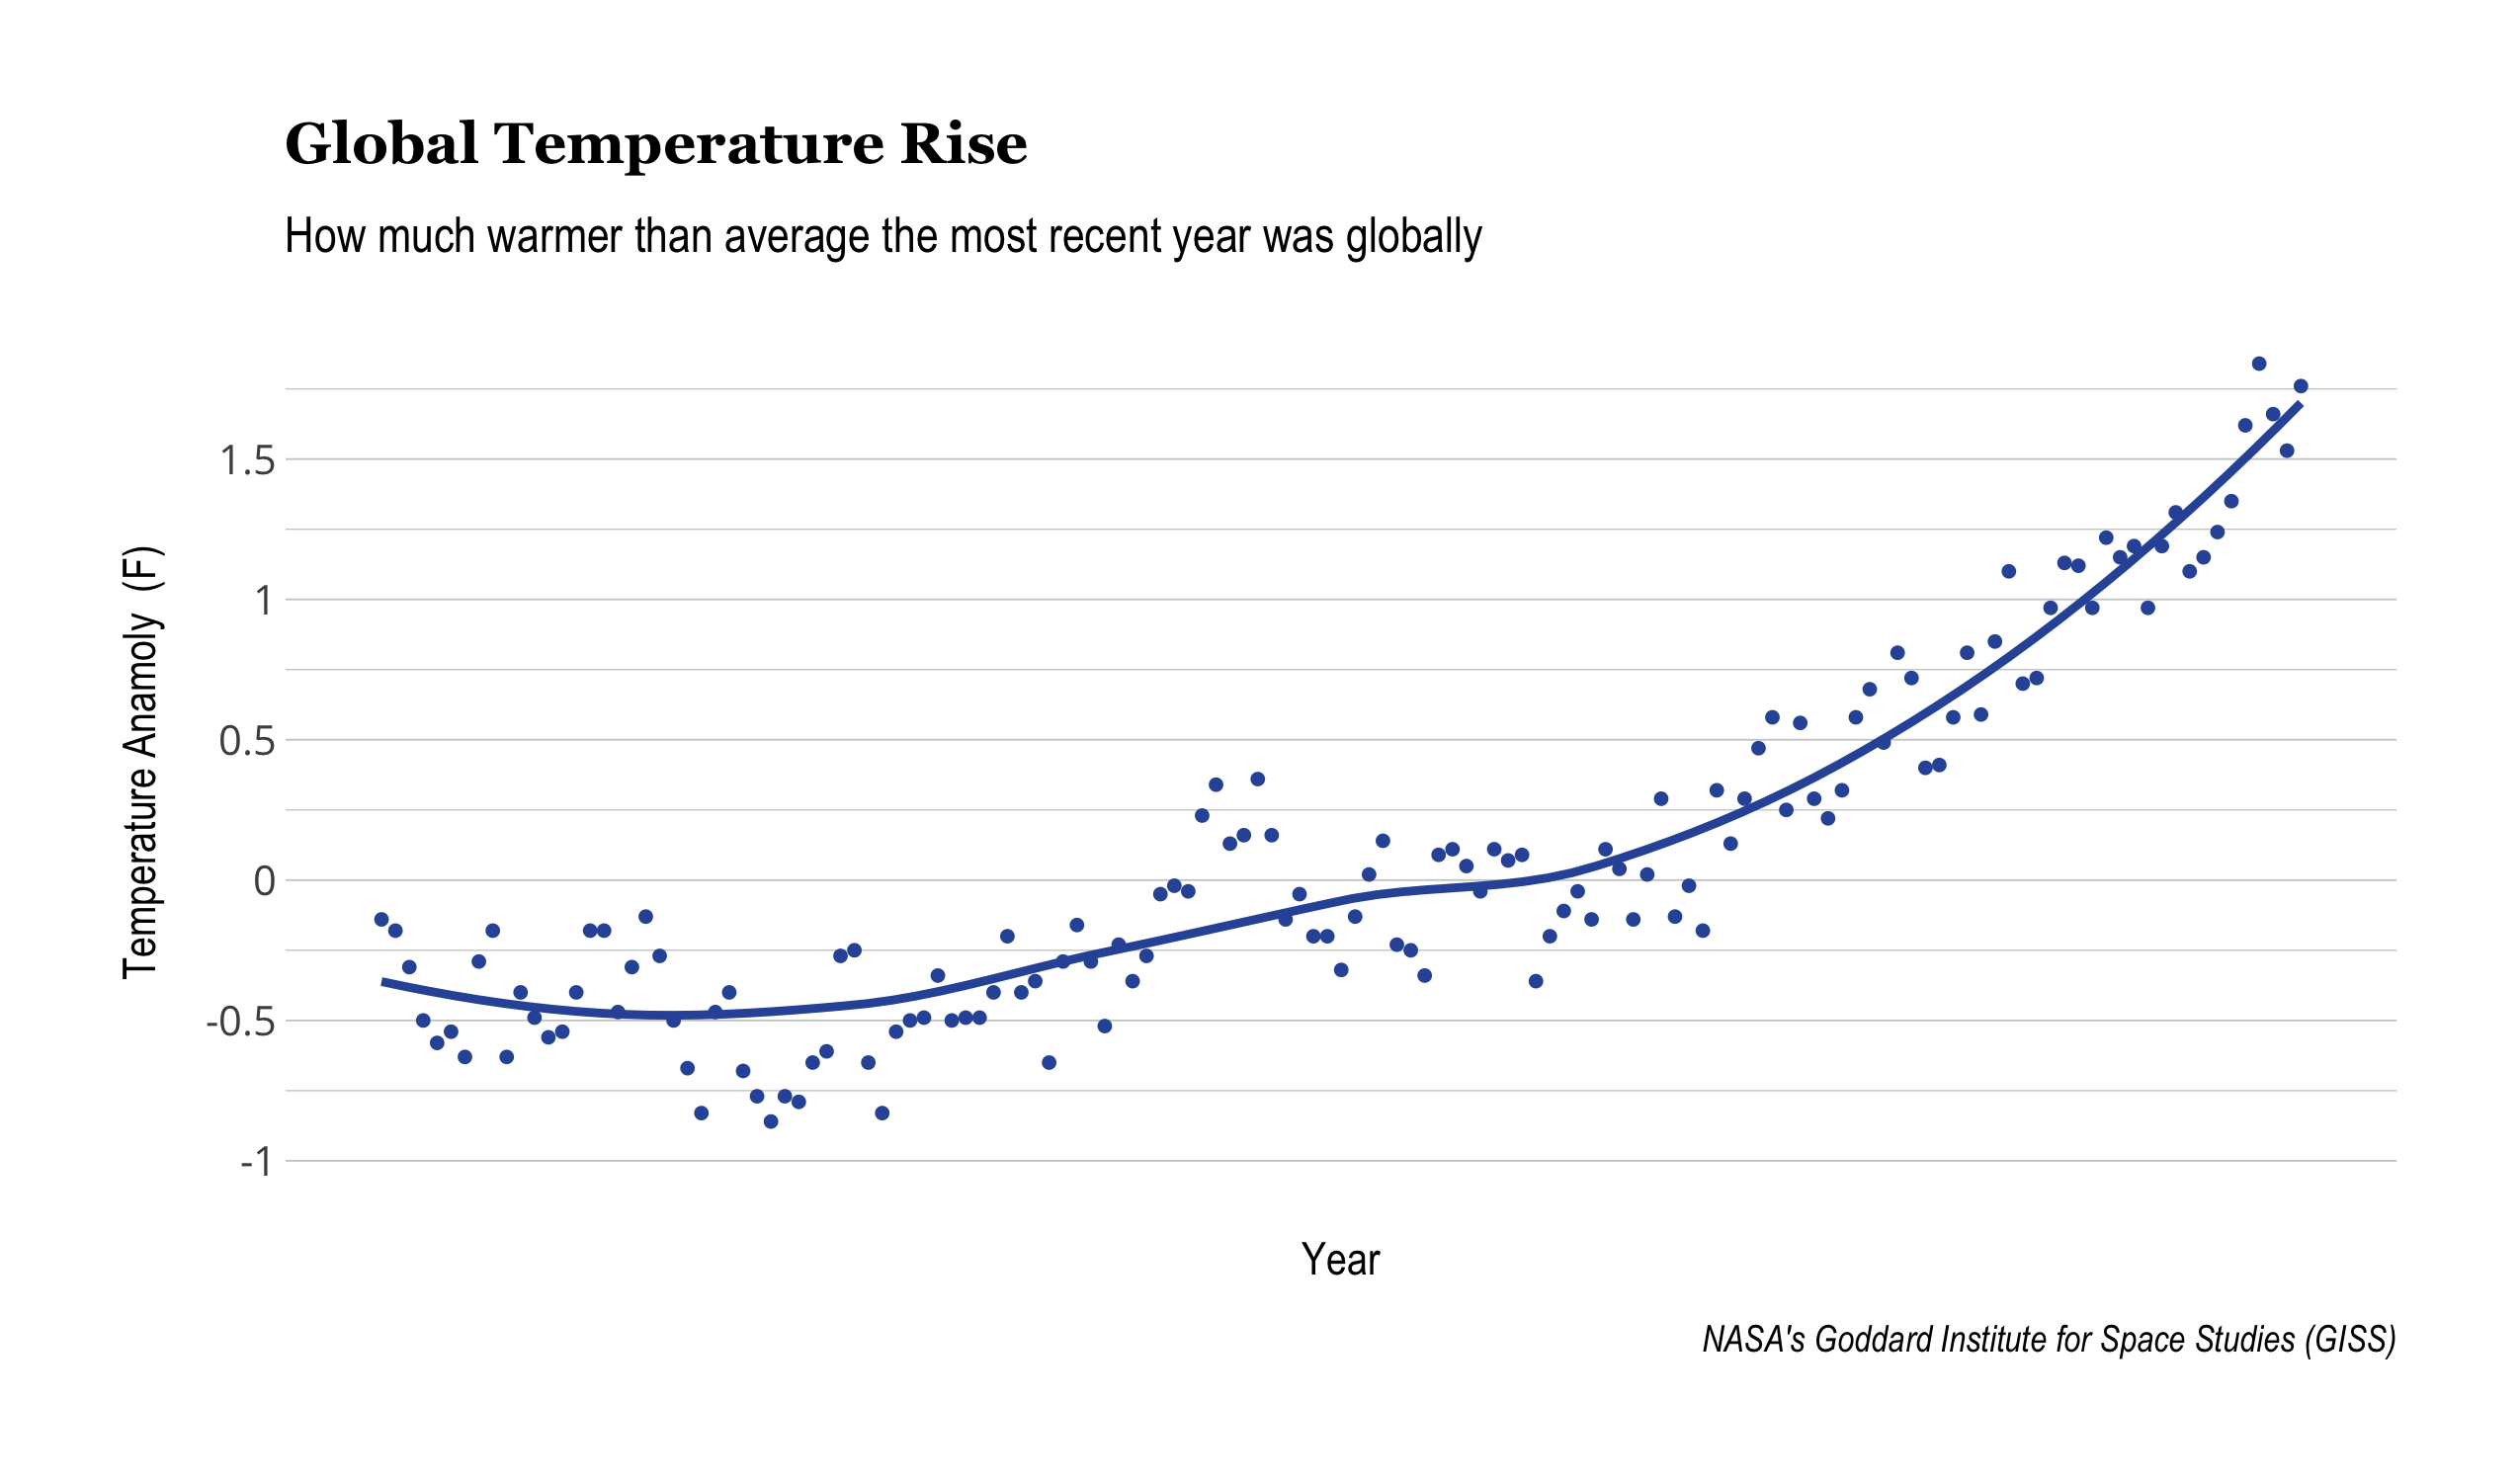 Global Temperature Rise
How much warmer than average the most recent year was globally
Temperature Anamoly (F)
1.5
1
0.5
0
-0.5
-1
Year
NASA's Goddard Institute for Space Studies (GISS)